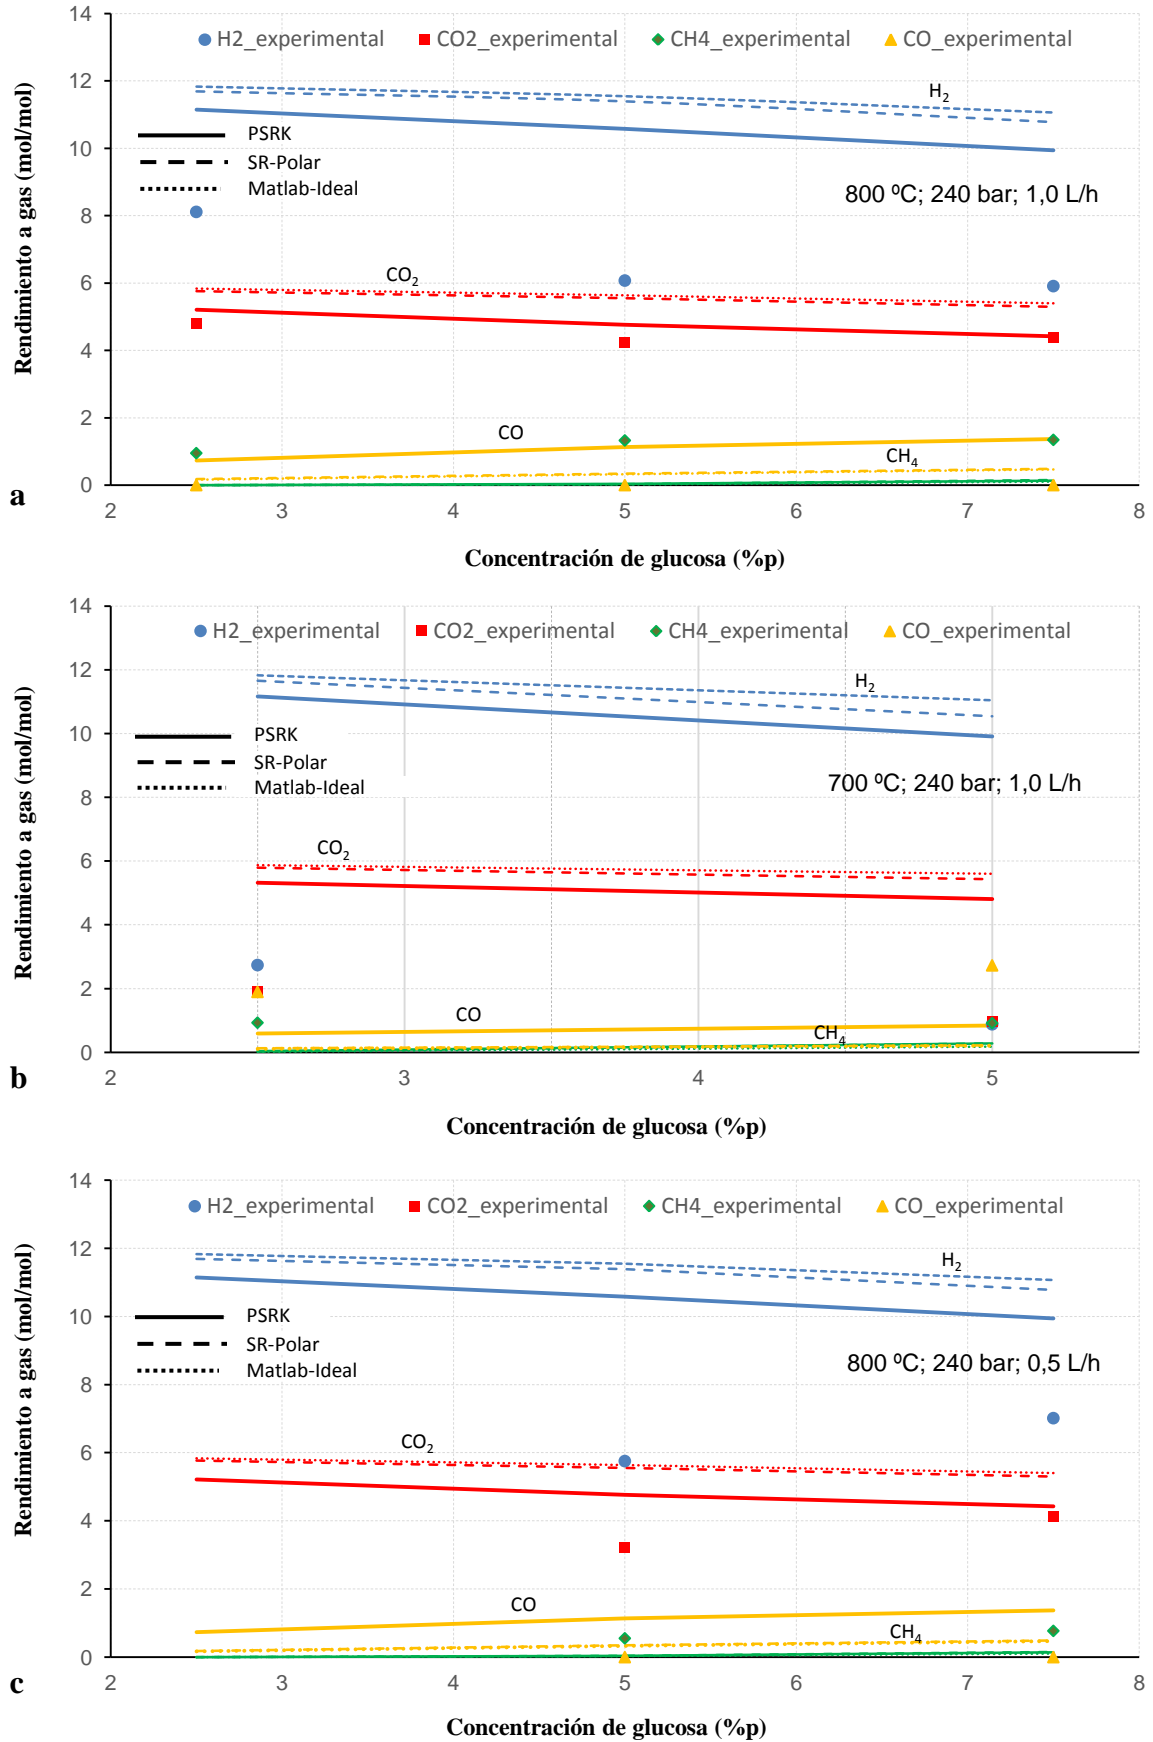 14
H2_experimental CO2_experimental CH4_experimental CO_experimental
12
H2
PSRK
10
SR-Polar
Matlab-Ideal
800 ºC; 240 bar; 1,0 L/h
8
6
CO2
4
2
CO
CH4
0
2 3 4 5 6 7 8
Rendimiento a gas (mol/mol)
a
Concentración de glucosa (%p)
14
H2_experimental CO2_experimental CH4_experimental CO_experimental
12
H2
10
PSRK
SR-Polar
Matlab-Ideal
700 ºC; 240 bar; 1,0 L/h
8
6
CO2
4
2
CO
CH4
0
2 3 4 5
Rendimiento a gas (mol/mol)
b
Concentración de glucosa (%p)
14
H2_experimental CO2_experimental CH4_experimental CO_experimental
12
H2
10
PSRK
SR-Polar
Matlab-Ideal
800 ºC; 240 bar; 0,5 L/h
8
6
CO2
4
2
CO
CH4
0
2 3 4 5 6 7 8
Rendimiento a gas (mol/mol)
c
Concentración de glucosa (%p)